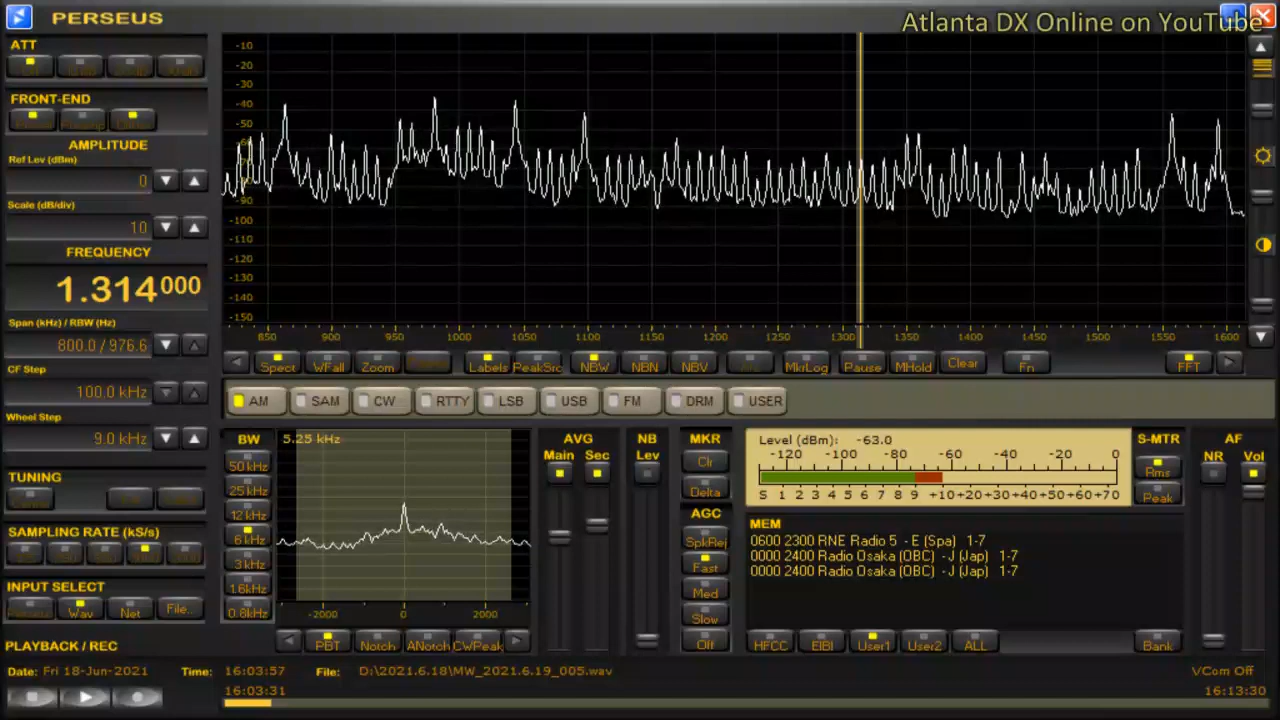 PERSEUS
Atlanta DX Online on YouTube
ATT
FRONT-END
AMPLITUDE
Ref Lev (dBm)
0
Scale (dB/div)
10
FREQUENCY
1.314000
Span (kHz) / RBW (Hz)
800.0 / 976.6
CF Step
100.0 kHz
Wheel Step
9.0 kHz
TUNING
SAMPLING RATE (kS/s)
INPUT SELECT
Wav Net File..
PLAYBACK / REC
-10
-20
-30
-40
-50
-60
-70
-80
-90
-100
-110
-120
-130
-140
-150
850 900 950 1000 1050 1100 1150 1200 1250 1300 1350 1400 1450 1500 1550 1600
Spect WFall Zoom Labels PeakSrc NBW NBN NBV MkrLog Pause MHold Clear Fn FFT
AM SAM CW RTTY LSB USB FM DRM USER
BW
50 kHz
25 kHz
12 kHz
6 kHz
3 kHz
1.6kHz
0.8kHz
5.25 kHz
-2000 0 2000
PBT Notch ANotch CWPeak
AVG
Main Sec
NB
Lev
MKR
Clr
Delta
AGC
SpkRej
Fast
Med
Slow
Off
Level (dBm): -63.0
-120 -100 -80 -60 -40 -20 0
S 1 2 3 4 5 6 7 8 9 +10 +20 +30 +40 +50 +60 +70
S-MTR
Rms
Peak
AF
NR Vol
MEM
0600 2300 RNE Radio 5 - E (Spa) 1-7
0000 2400 Radio Osaka (OBC) - J (Jap) 1-7
0000 2400 Radio Osaka (OBC) - J (Jap) 1-7
HFCC EIBI User1 User2 ALL Bank
Date: Fri 18-Jun-2021 Time: 16:03:57 File: D:\2021.6.18\MW_2021.6.19_005.wav VCom Off
16:03:31 16:13:30